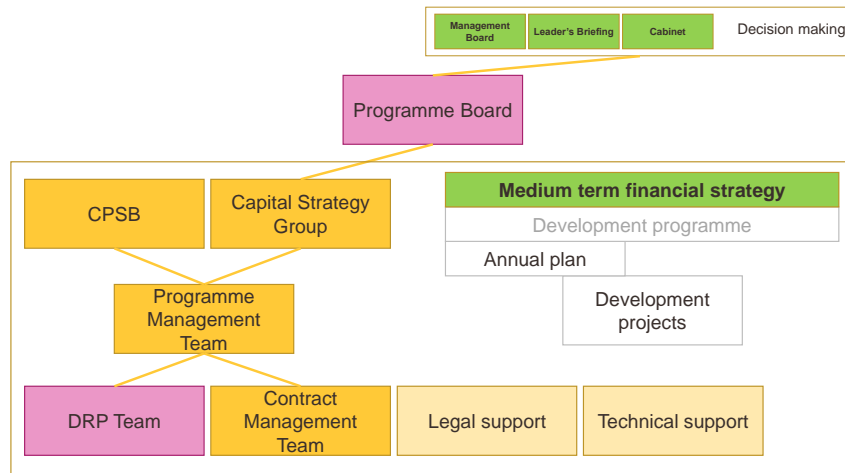 Management
Board
Leader's Briefing
Cabinet
Decision making
Programme Board
CPSB
Capital Strategy
Group
Medium term financial strategy
Development programme
Annual plan
Development
projects
Programme
Management
Team
DRP Team
Contract
Management
Team
Legal support
Technical support